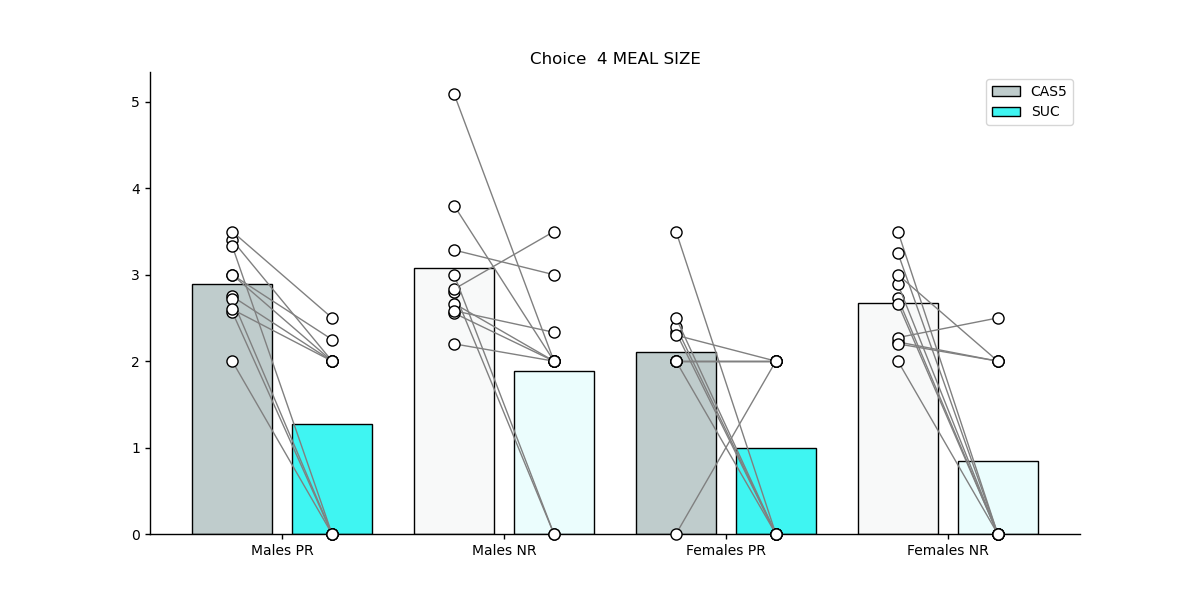 Choice  4 MEAL SIZE
CAS5
SUC
5
4
3
2
1
0
Males PR
Males NR
Females PR
Females NR